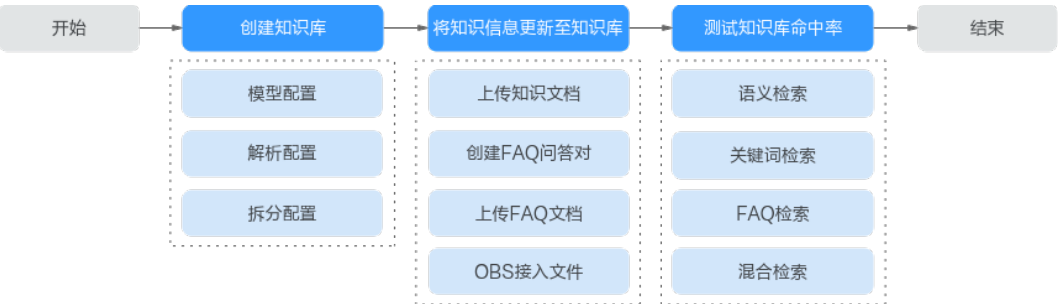 开始
创建知识库
将知识信息更新至知识库
测试知识库命中率
结束
模型配置
解析配置
拆分配置
上传知识文档
创建FAQ问答对
上传FAQ文档
OBS接入文件
语义检索
关键词检索
FAQ检索
混合检索